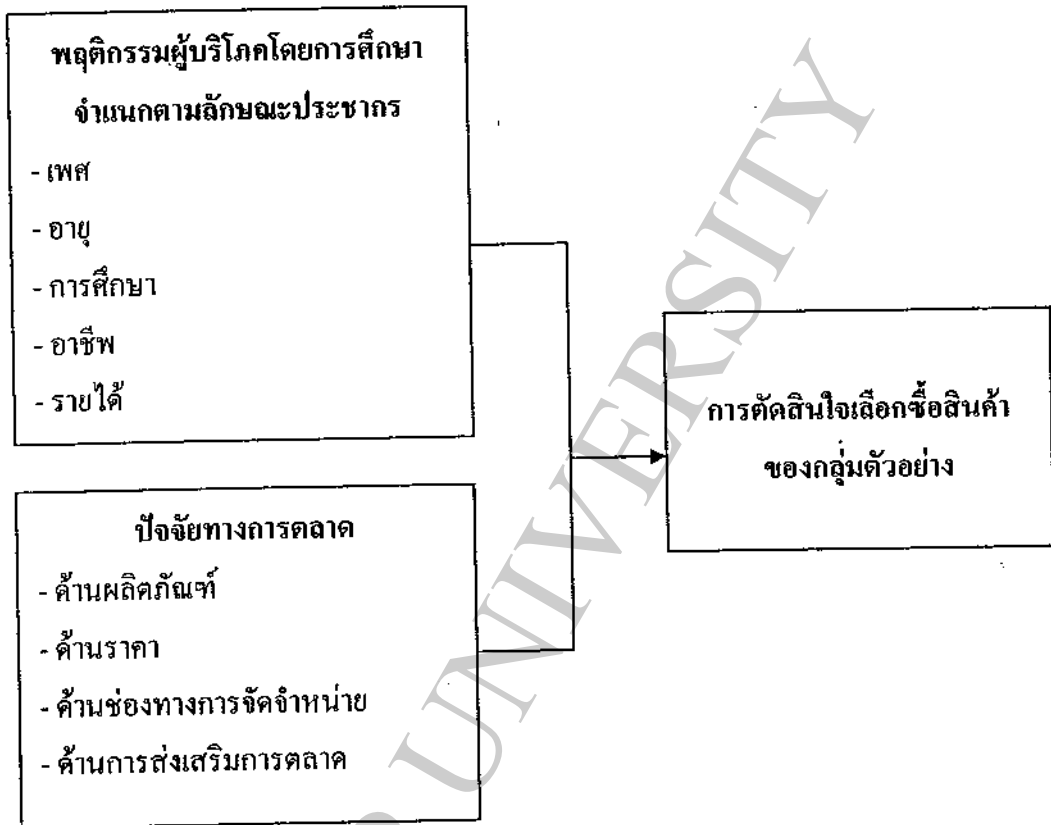 พฤติกรรมผู้บริโภคโดยการศึกษา
จำแนกตามลักษณะประชากร
- เพศ
- อายุ
- การศึกษา
- อาชีพ
- รายได้
การตัดสินใจเลือกซื้อสินค้า
ของกลุ่มตัวอย่าง
ปัจจัยทางการตลาด
- ด้านผลิตภัณฑ์
- ด้านราคา
- ด้านช่องทางการจัดจำหน่าย
- ด้านการส่งเสริมการตลาด
UNIVERSITY